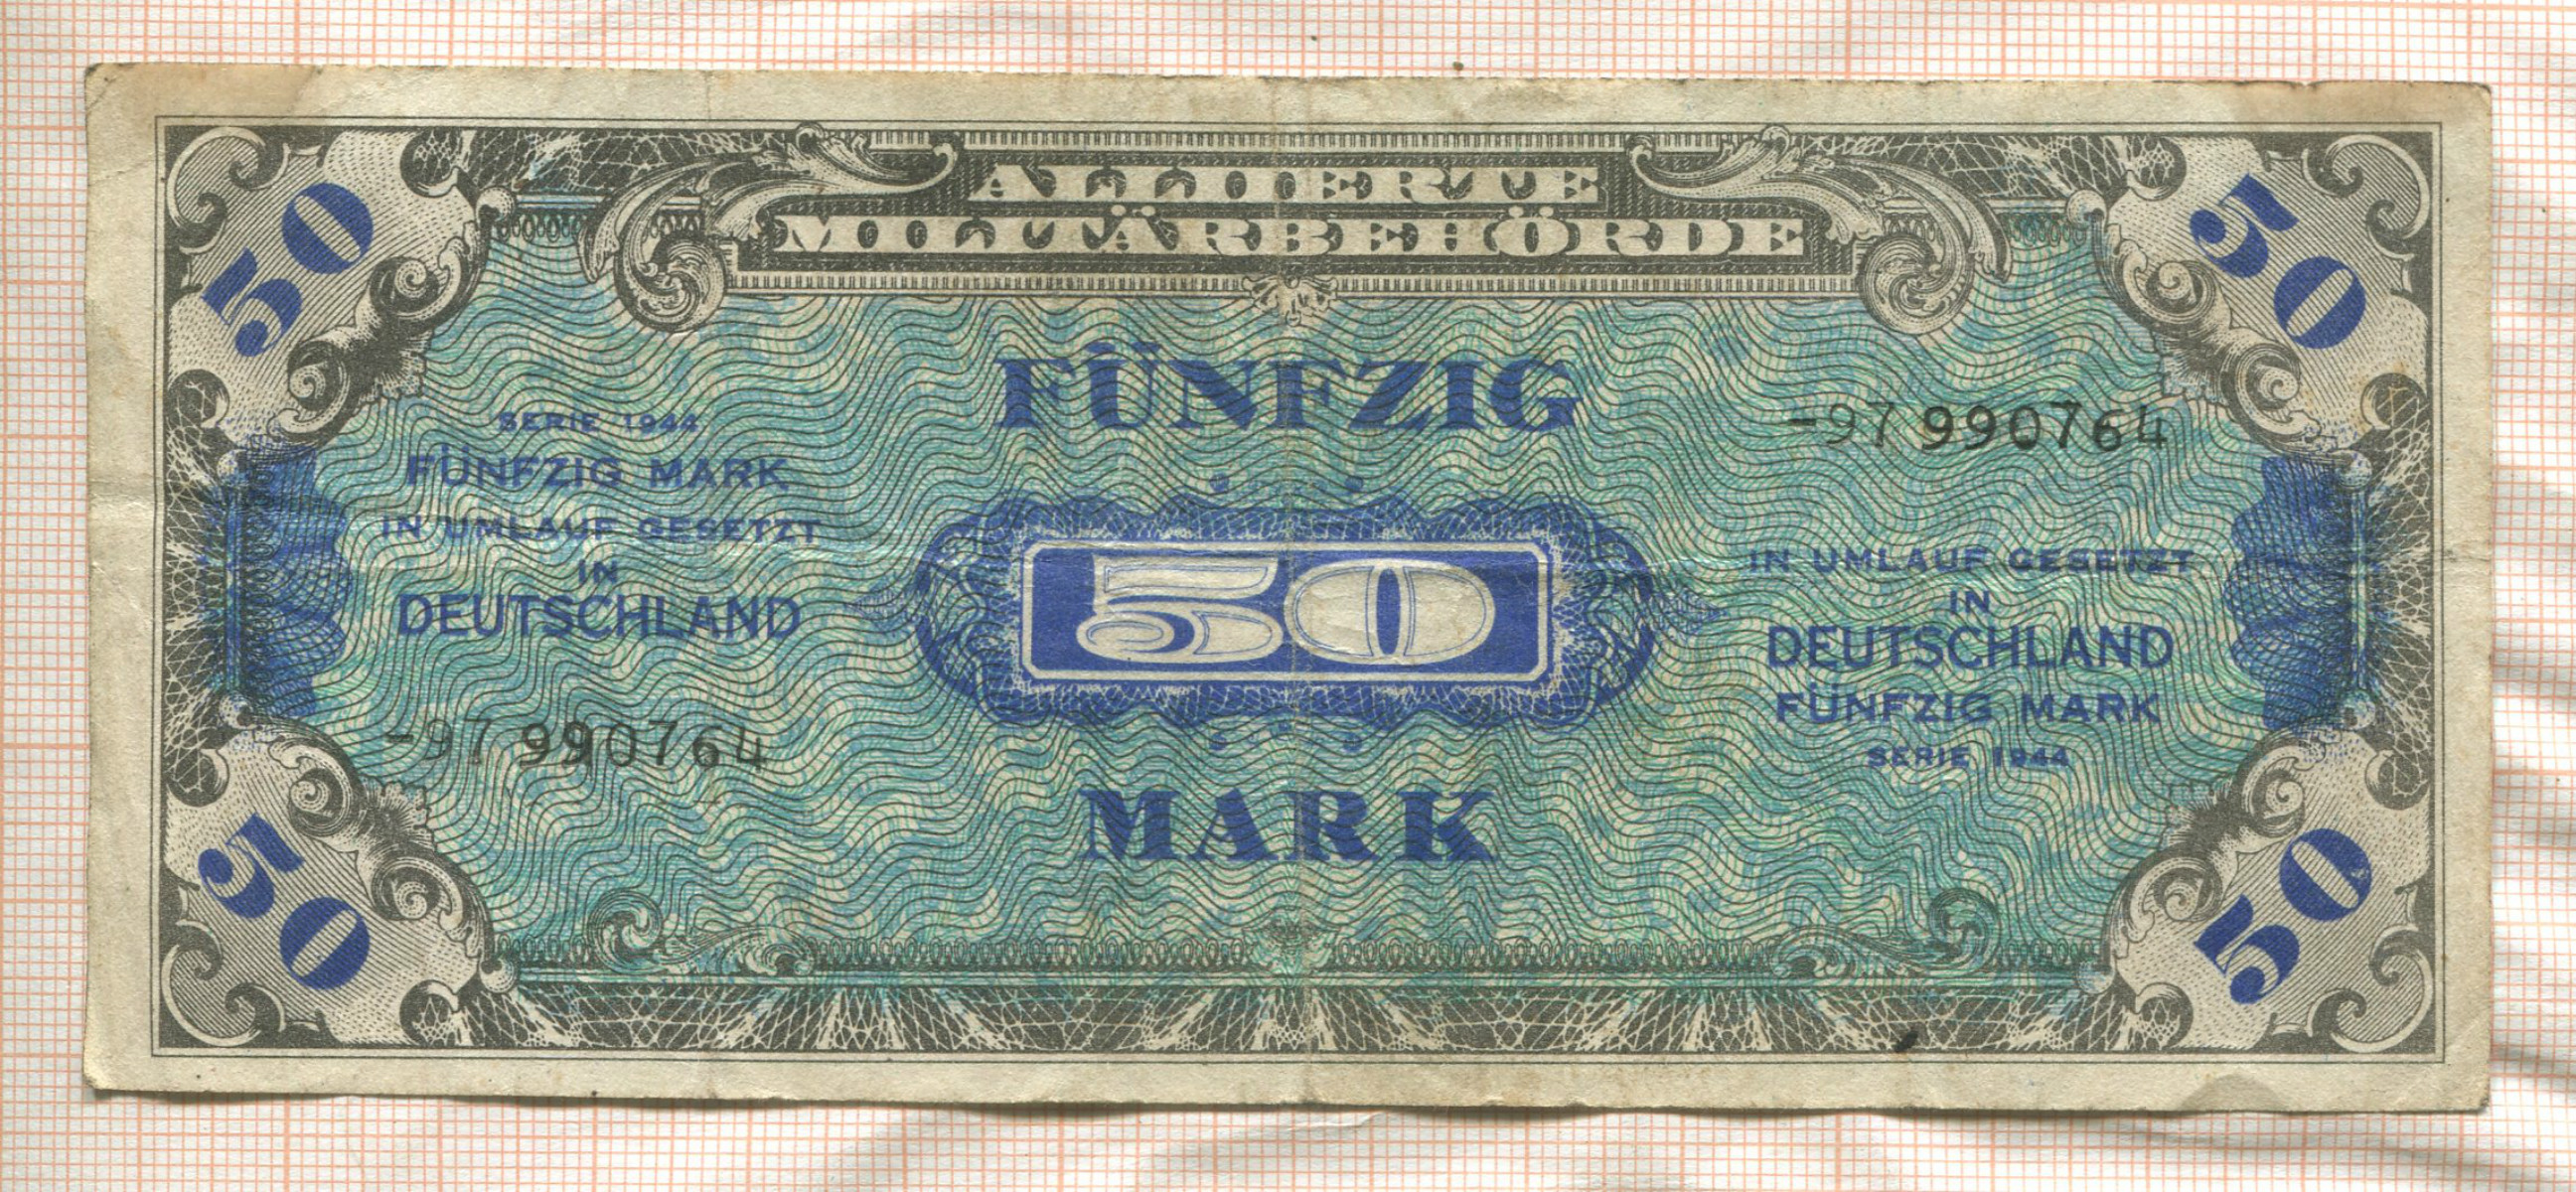 50
ALLIIERTE
MILITÄRBEHÖRDE
50
FÜNFZIG
SERIE 1944
FÜNFZIG MARK
IN UMLAUF GESETZT
IN
DEUTSCHLAND
-97 990764
50
-97 990764
IN UMLAUF GESETZT
IN
DEUTSCHLAND
FÜNFZIG MARK
SERIE 1944
MARK
50
50